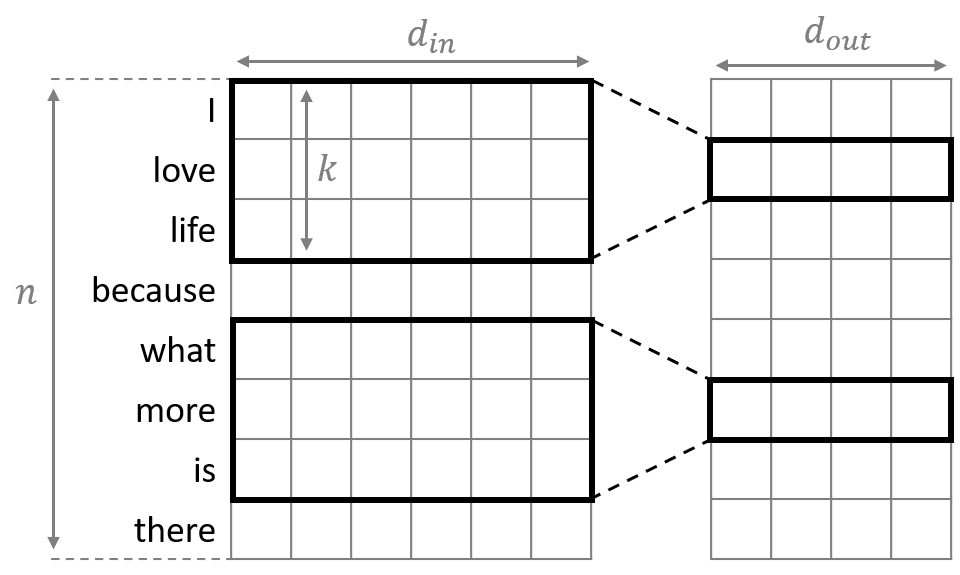 d_in
d_out
I
k
love
life
n
because
what
more
is
there